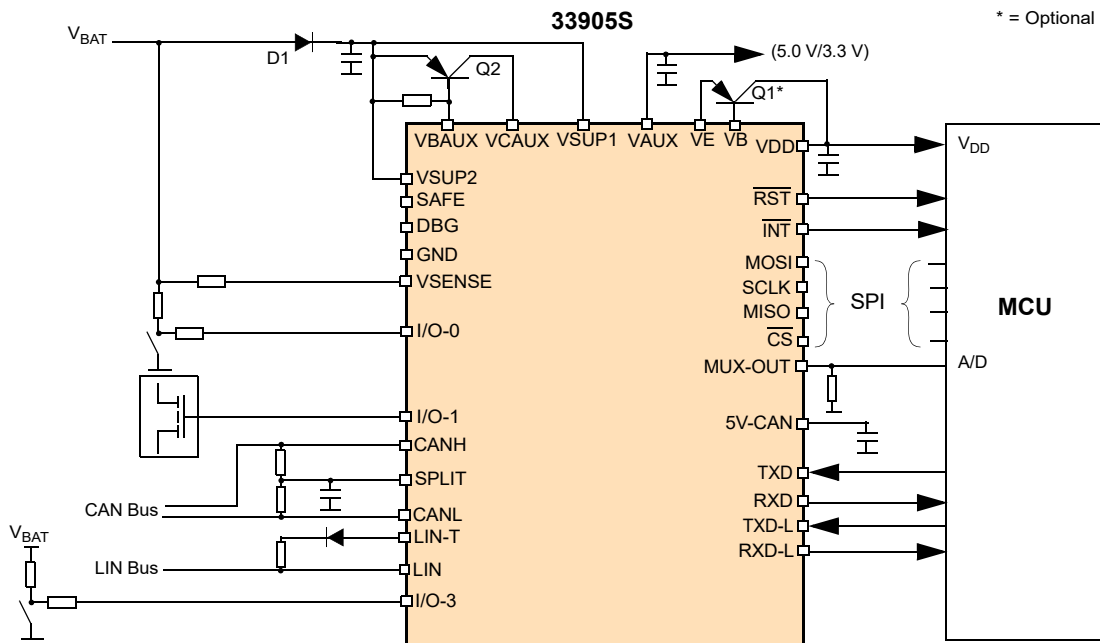 33905S
* = Optional
VBAT
D1
Q2
(5.0 V/3.3 V)
Q1*
VBAUX VCAUX VSUP1 VAUX VE VB
VDD
VDD
VSUP2
SAFE
DBG
GND
VSENSE
I/O-0
I/O-1
CANH
SPLIT
CANL
LIN-T
LIN
I/O-3
RST
INT
MOSI
SCLK
MISO
CS
MUX-OUT
5V-CAN
TXD
RXD
TXD-L
RXD-L
SPI
MCU
A/D
CAN Bus
VBAT
LIN Bus